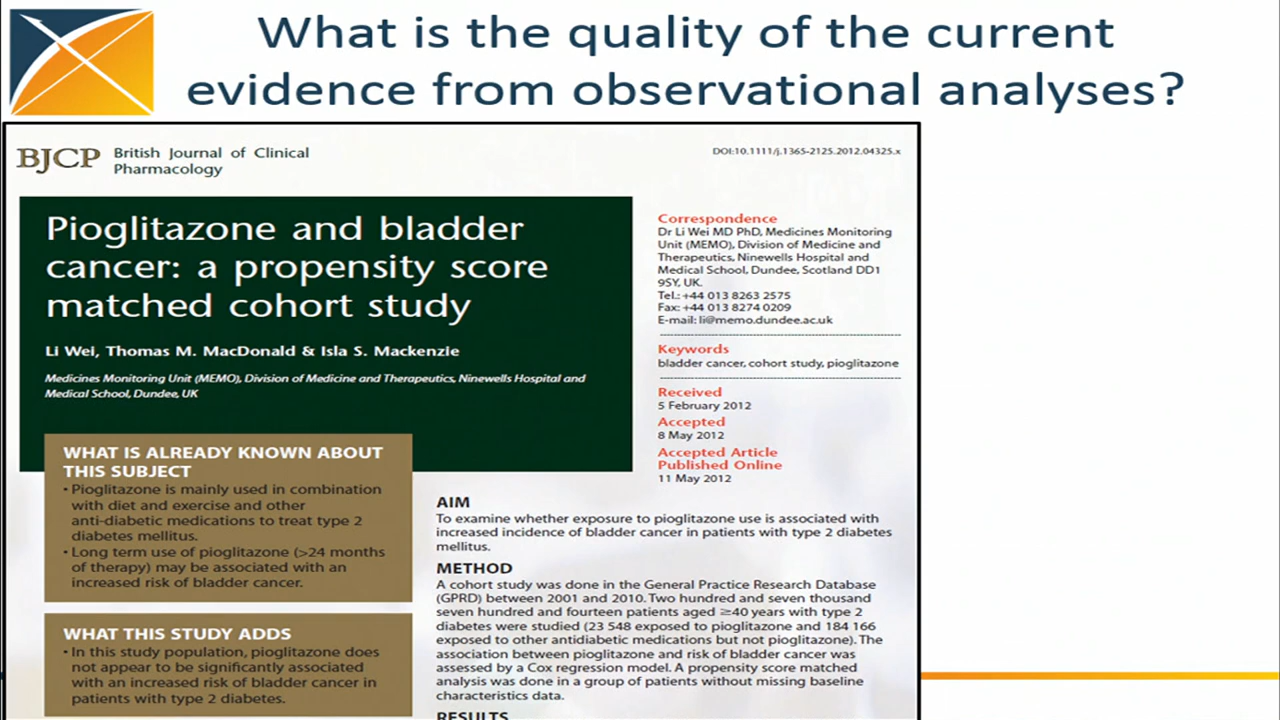 What is the quality of the current
evidence from observational analyses?
BJCP British Journal of Clinical
Pharmacology
DOI:10.1111/j.1365-2125.2012.04325.x
Pioglitazone and bladder
cancer: a propensity score
matched cohort study
Li Wei, Thomas M. MacDonald & Isla S. Mackenzie
Medicines Monitoring Unit (MEMO), Division of Medicine and Therapeutics, Ninewells Hospital and
Medical School, Dundee, UK
Correspondence
Dr Li Wei MD PhD, Medicines Monitoring
Unit (MEMO), Division of Medicine and
Therapeutics, Ninewells Hospital and
Medical School, Dundee, Scotland DD1
9SY, UK.
Tel.: +44 013 8263 2575
Fax: +44 013 8274 0209
E-mail: li@memo.dundee.ac.uk
Keywords
bladder cancer, cohort study, pioglitazone
Received
5 February 2012
Accepted
8 May 2012
Accepted Article
Published Online
11 May 2012
WHAT IS ALREADY KNOWN ABOUT
THIS SUBJECT
• Pioglitazone is mainly used in combination
with diet and exercise and other
anti-diabetic medications to treat type 2
diabetes mellitus.
• Long term use of pioglitazone (>24 months
of therapy) may be associated with an
increased risk of bladder cancer.
WHAT THIS STUDY ADDS
• In this study population, pioglitazone does
not appear to be significantly associated
with an increased risk of bladder cancer in
patients with type 2 diabetes.
AIM
To examine whether exposure to pioglitazone use is associated with
increased incidence of bladder cancer in patients with type 2 diabetes
mellitus.
METHOD
A cohort study was done in the General Practice Research Database
(GPRD) between 2001 and 2010. Two hundred and seven thousand
seven hundred and fourteen patients aged ≥40 years with type 2
diabetes were studied (23 548 exposed to pioglitazone and 184 166
exposed to other antidiabetic medications but not pioglitazone). The
association between pioglitazone and risk of bladder cancer was
assessed by a Cox regression model. A propensity score matched
analysis was done in a group of patients without missing baseline
characteristics data.
RESULTS